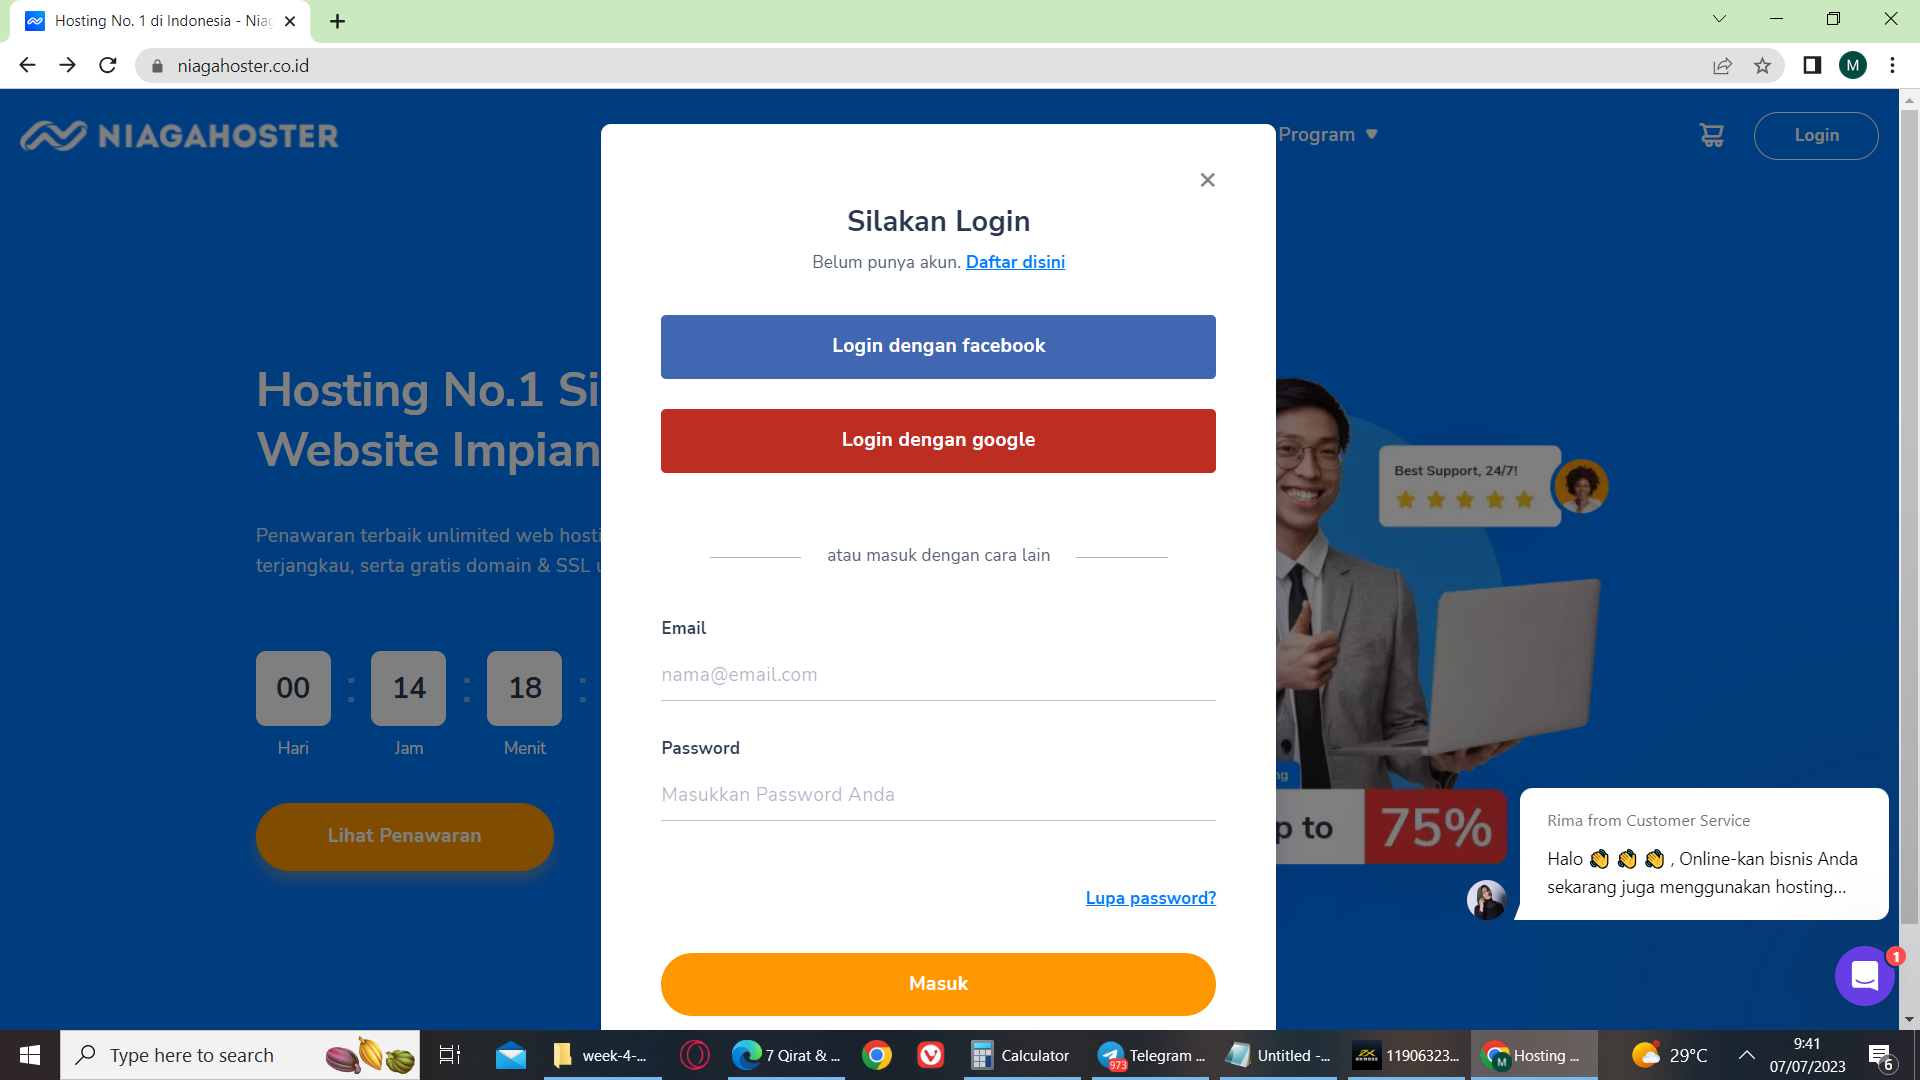 Hosting No. 1 di Indonesia - Niag
niagahoster.co.id
M
NIAGAHOSTER
Program
Login
Silakan Login
Belum punya akun. Daftar disini
Login dengan facebook
Login dengan google
atau masuk dengan cara lain
Email
nama@email.com
Password
Masukkan Password Anda
Lupa password?
Masuk
Hosting No.1 Si
Website Impian
Penawaran terbaik unlimited web hosti
terjangkau, serta gratis domain & SSL u
00 : 14 : 18 :
Hari Jam Menit
Lihat Penawaran
Best Support, 24/7!
ng
p to 75%
Rima from Customer Service
Halo 👏 👏 👏 , Online-kan bisnis Anda
sekarang juga menggunakan hosting...
1
Type here to search
week-4-...
7 Qirat & ...
Calculator
973
Telegram ...
Untitled -...
exness
11906323...
M
Hosting ...
29°C
9:41
07/07/2023
6